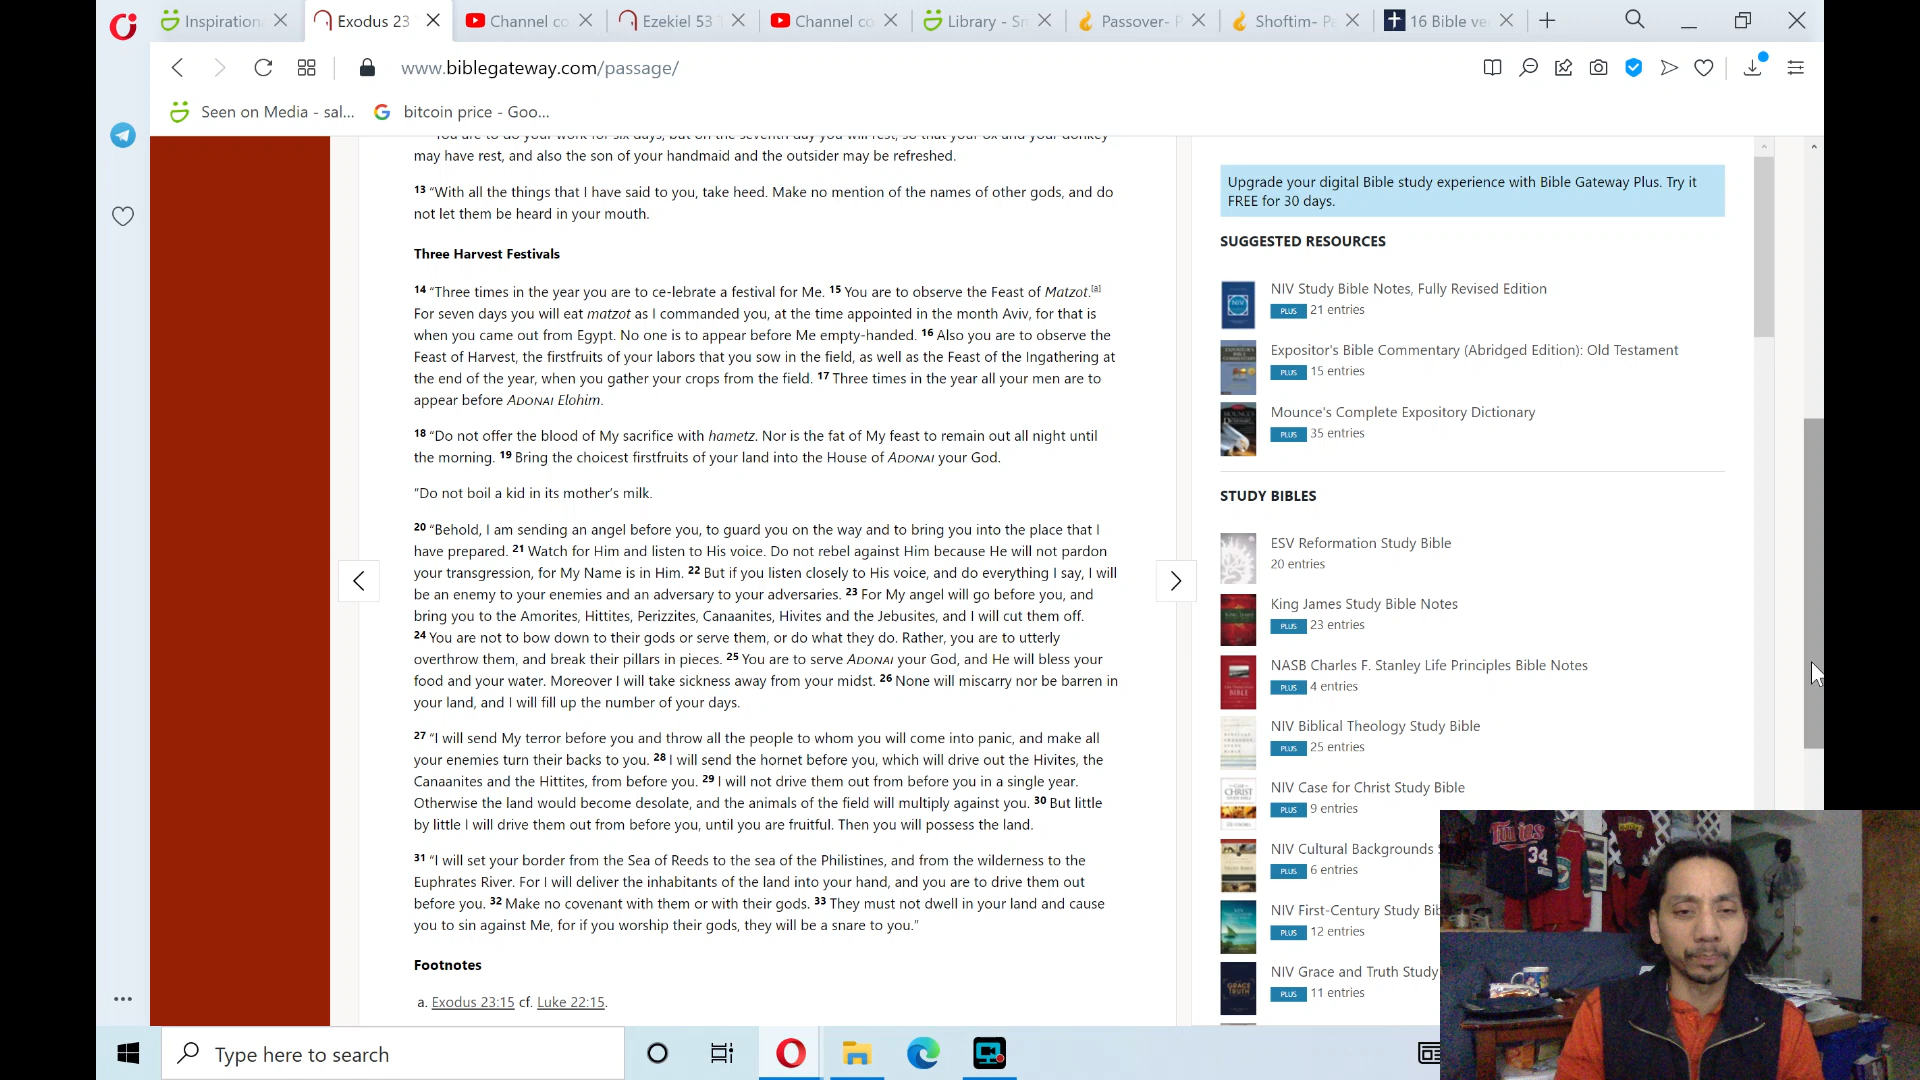 Inspiration
Exodus 23
Channel co
Ezekiel 53
Channel co
Library - Sm
Passover- P
Shoftim- Pa
16 Bible ve
www.biblegateway.com/passage/
Seen on Media - sal...
bitcoin price - Goo...
may have rest, and also the son of your handmaid and the outsider may be refreshed.
13 “With all the things that I have said to you, take heed. Make no mention of the names of other gods, and do
not let them be heard in your mouth.
Three Harvest Festivals
14 “Three times in the year you are to ce-lebrate a festival for Me. 15 You are to observe the Feast of Matzot.[a]
For seven days you will eat matzot as I commanded you, at the time appointed in the month Aviv, for that is
when you came out from Egypt. No one is to appear before Me empty-handed. 16 Also you are to observe the
Feast of Harvest, the firstfruits of your labors that you sow in the field, as well as the Feast of the Ingathering at
the end of the year, when you gather your crops from the field. 17 Three times in the year all your men are to
appear before ADONAI Elohim.
18 “Do not offer the blood of My sacrifice with hametz. Nor is the fat of My feast to remain out all night until
the morning. 19 Bring the choicest firstfruits of your land into the House of ADONAI your God.
“Do not boil a kid in its mother’s milk.
20 “Behold, I am sending an angel before you, to guard you on the way and to bring you into the place that I
have prepared. 21 Watch for Him and listen to His voice. Do not rebel against Him because He will not pardon
your transgression, for My Name is in Him. 22 But if you listen closely to His voice, and do everything I say, I will
be an enemy to your enemies and an adversary to your adversaries. 23 For My angel will go before you, and
bring you to the Amorites, Hittites, Perizzites, Canaanites, Hivites and the Jebusites, and I will cut them off.
24 You are not to bow down to their gods or serve them, or do what they do. Rather, you are to utterly
overthrow them, and break their pillars in pieces. 25 You are to serve ADONAI your God, and He will bless your
food and your water. Moreover I will take sickness away from your midst. 26 None will miscarry nor be barren in
your land, and I will fill up the number of your days.
27 “I will send My terror before you and throw all the people to whom you will come into panic, and make all
your enemies turn their backs to you. 28 I will send the hornet before you, which will drive out the Hivites, the
Canaanites and the Hittites, from before you. 29 I will not drive them out from before you in a single year.
Otherwise the land would become desolate, and the animals of the field will multiply against you. 30 But little
by little I will drive them out from before you, until you are fruitful. Then you will possess the land.
31 “I will set your border from the Sea of Reeds to the sea of the Philistines, and from the wilderness to the
Euphrates River. For I will deliver the inhabitants of the land into your hand, and you are to drive them out
before you. 32 Make no covenant with them or with their gods. 33 They must not dwell in your land and cause
you to sin against Me, for if you worship their gods, they will be a snare to you.”
Footnotes
a. Exodus 23:15 cf. Luke 22:15.
Upgrade your digital Bible study experience with Bible Gateway Plus. Try it
FREE for 30 days.
SUGGESTED RESOURCES
NIV Study Bible Notes, Fully Revised Edition
PLUS 21 entries
Expositor's Bible Commentary (Abridged Edition): Old Testament
PLUS 15 entries
Mounce's Complete Expository Dictionary
PLUS 35 entries
STUDY BIBLES
ESV Reformation Study Bible
20 entries
King James Study Bible Notes
PLUS 23 entries
NASB Charles F. Stanley Life Principles Bible Notes
PLUS 4 entries
NIV Biblical Theology Study Bible
PLUS 25 entries
NIV Case for Christ Study Bible
PLUS 9 entries
NIV Cultural Backgrounds S
PLUS 6 entries
NIV First-Century Study Bib
PLUS 12 entries
NIV Grace and Truth Study
PLUS 11 entries
Twins
34
Type here to search